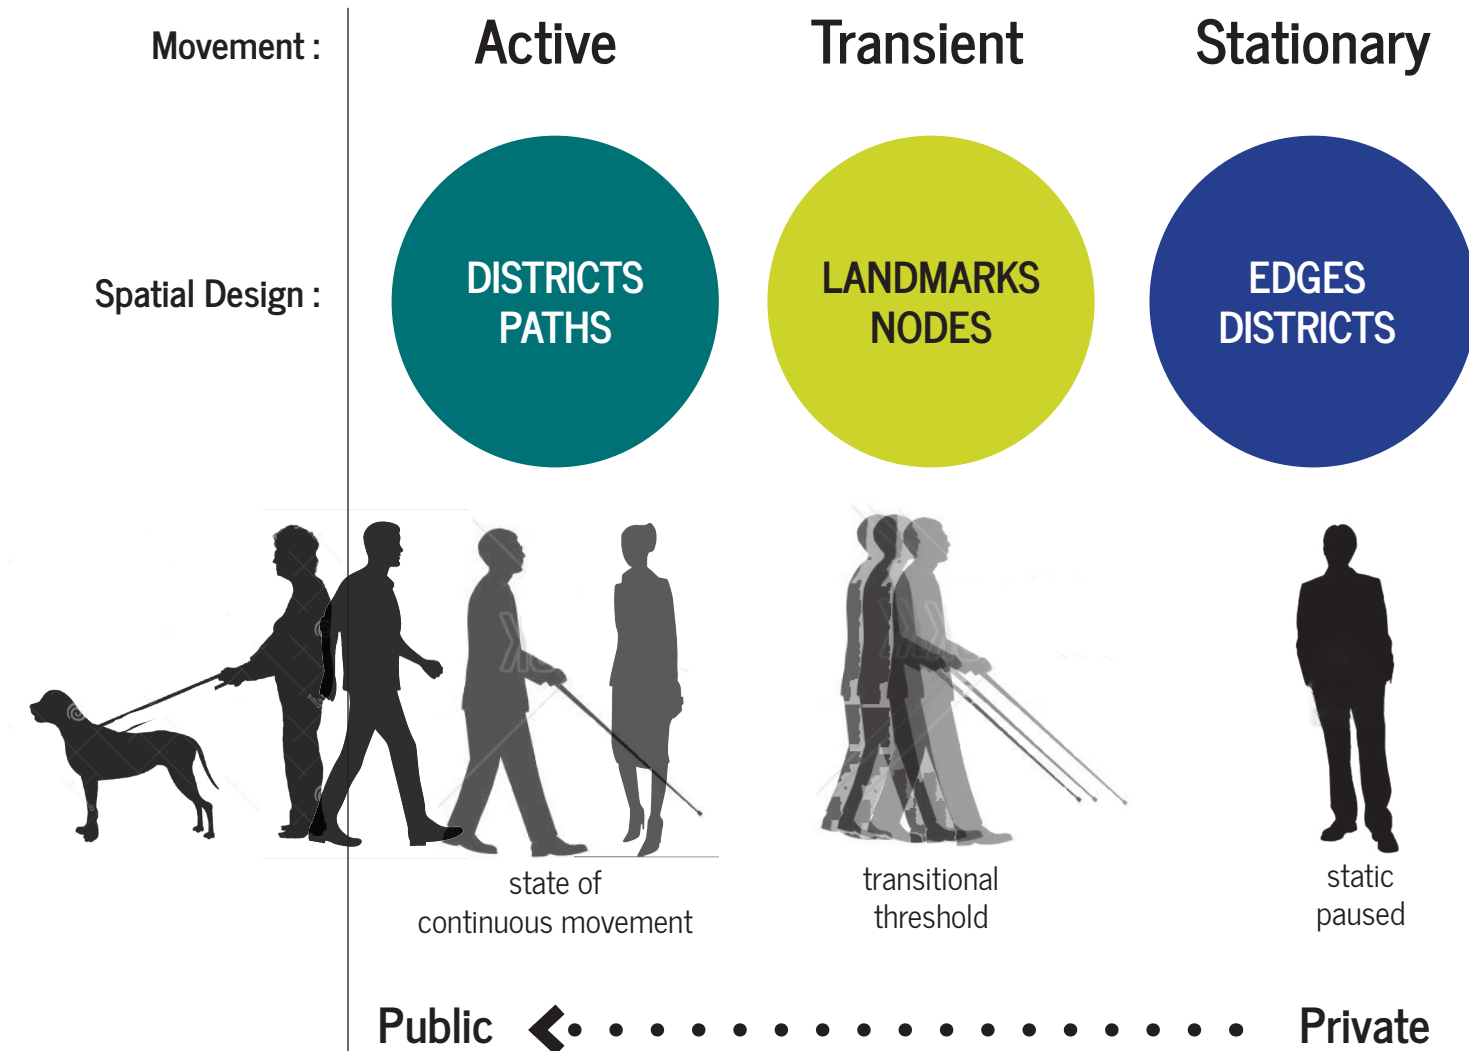 Movement :
Active
Transient
Stationary
Spatial Design :
DISTRICTS
PATHS
LANDMARKS
NODES
EDGES
DISTRICTS
state of
continuous movement
transitional
threshold
static
paused
Public
Private